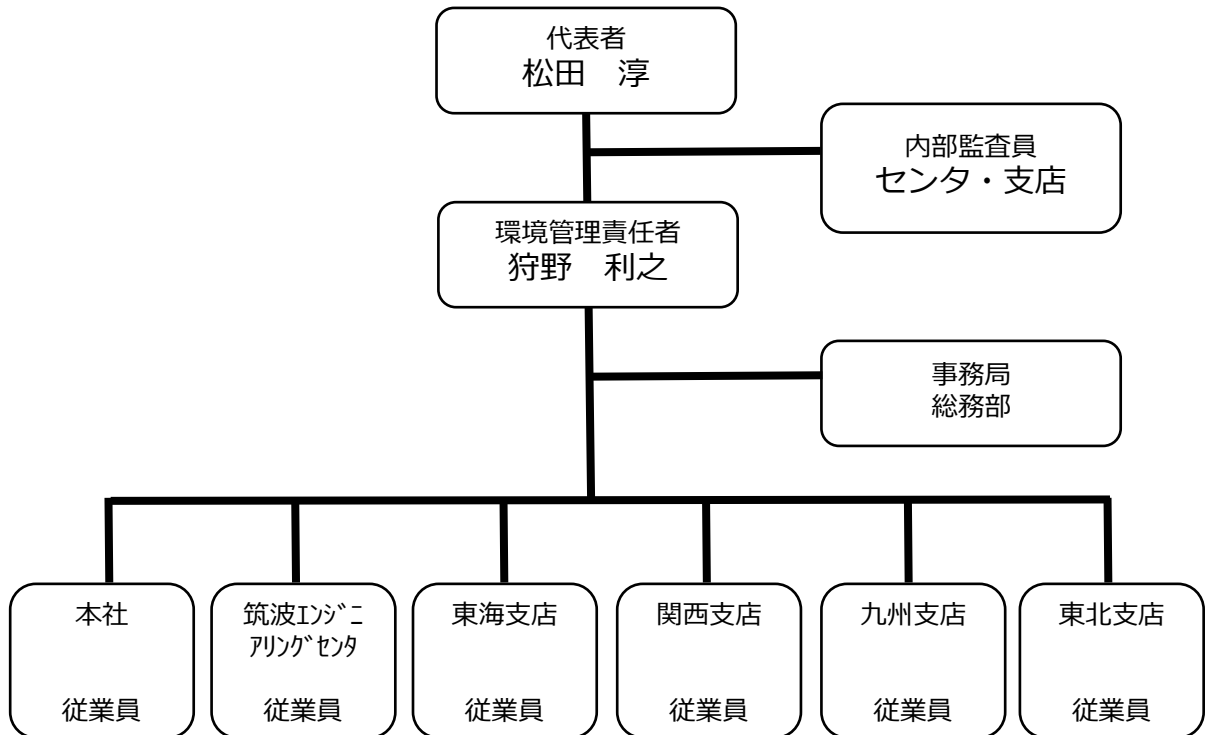 代表者
松田　淳
内部監査員
センタ・支店
環境管理責任者
狩野　利之
事務局
総務部
本社
従業員
筑波ｴﾝｼﾞﾆ
ｱﾘﾝｸﾞｾﾝﾀ
従業員
東海支店
従業員
関西支店
従業員
九州支店
従業員
東北支店
従業員